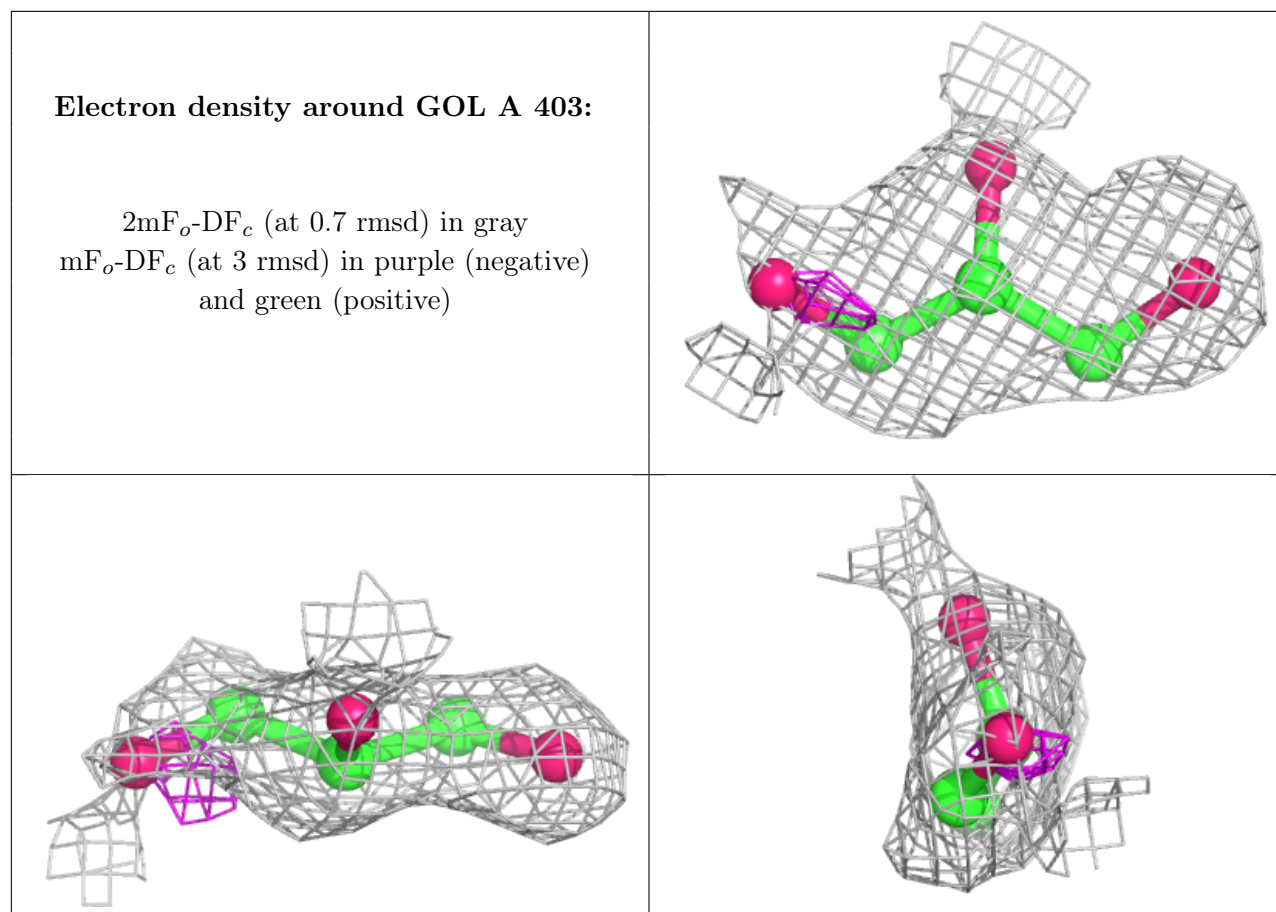 Electron density around GOL A 403:
2mFo-DFc (at 0.7 rmsd) in gray
mFo-DFc (at 3 rmsd) in purple (negative)
and green (positive)